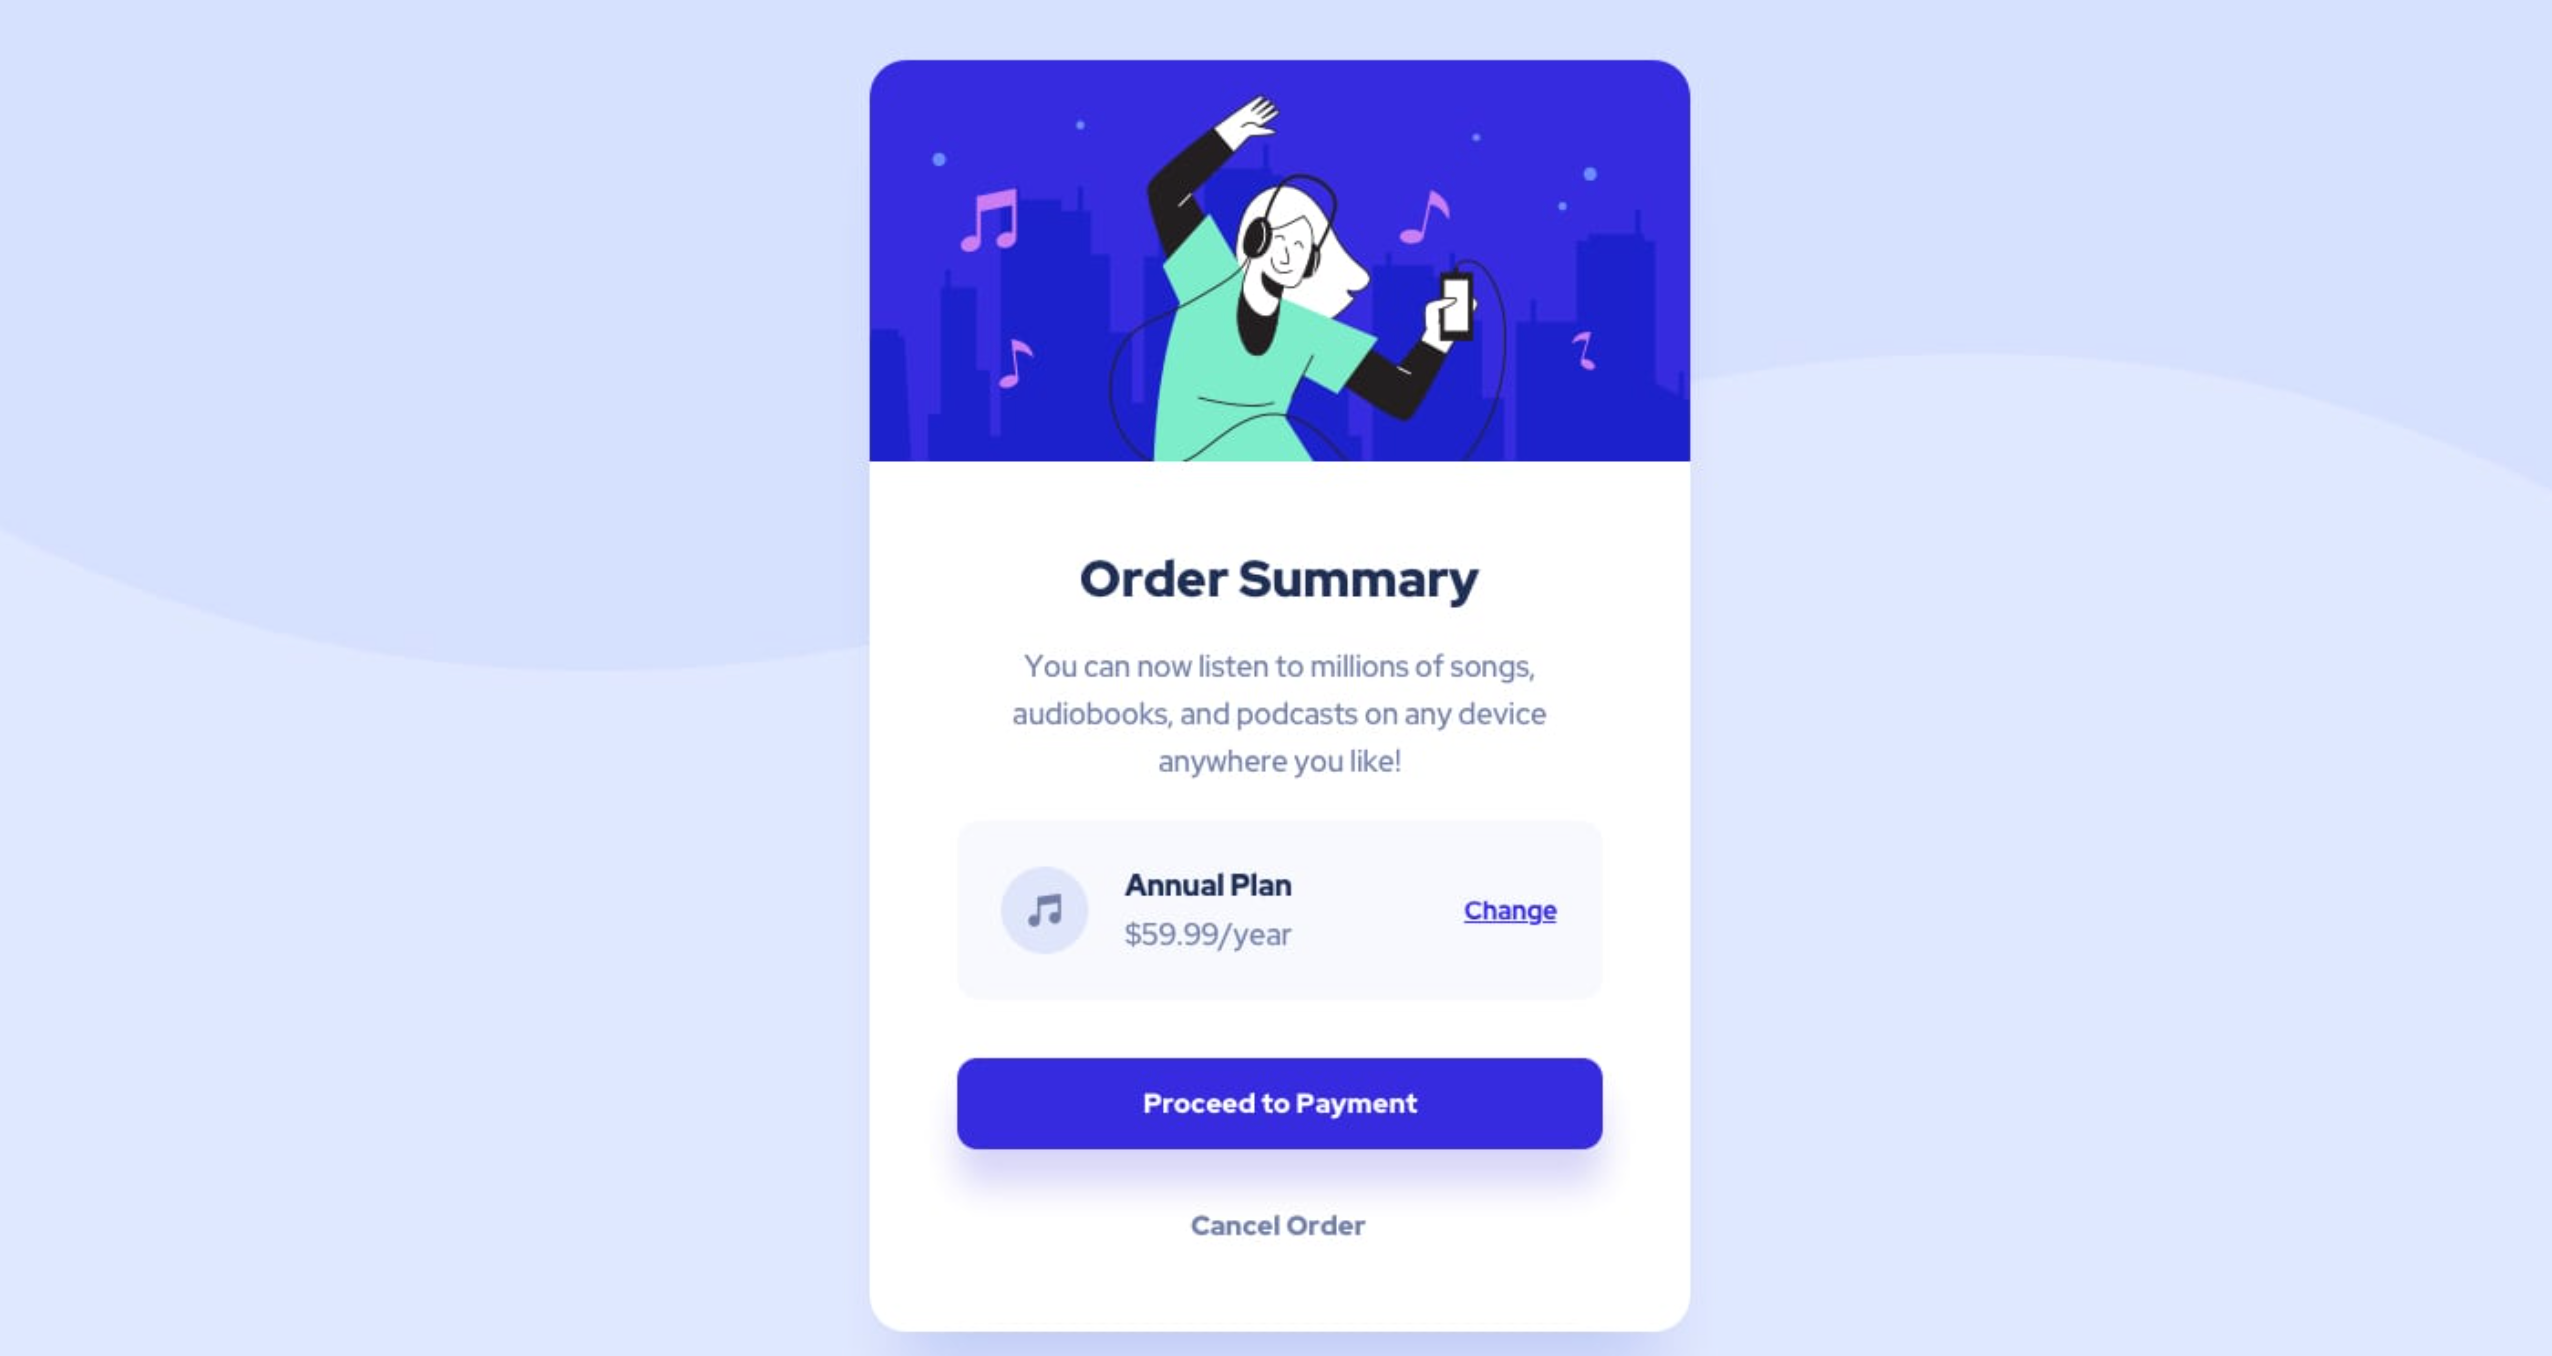 Order Summary
You can now listen to millions of songs,
audiobooks, and podcasts on any device
anywhere you like!
Annual Plan
$59.99/year
Change
Proceed to Payment
Cancel Order